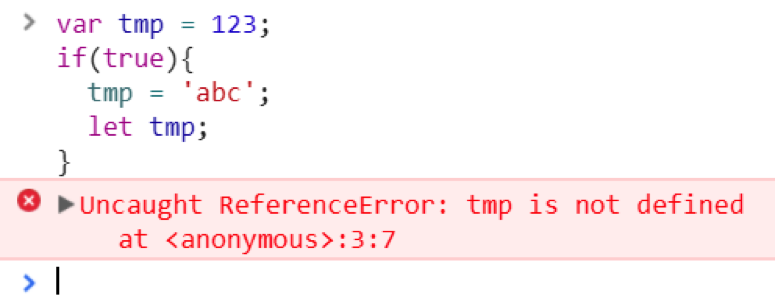 > var tmp = 123;
if(true){
  tmp = 'abc';
  let tmp;
}
▶Uncaught ReferenceError: tmp is not defined
    at <anonymous>:3:7
>